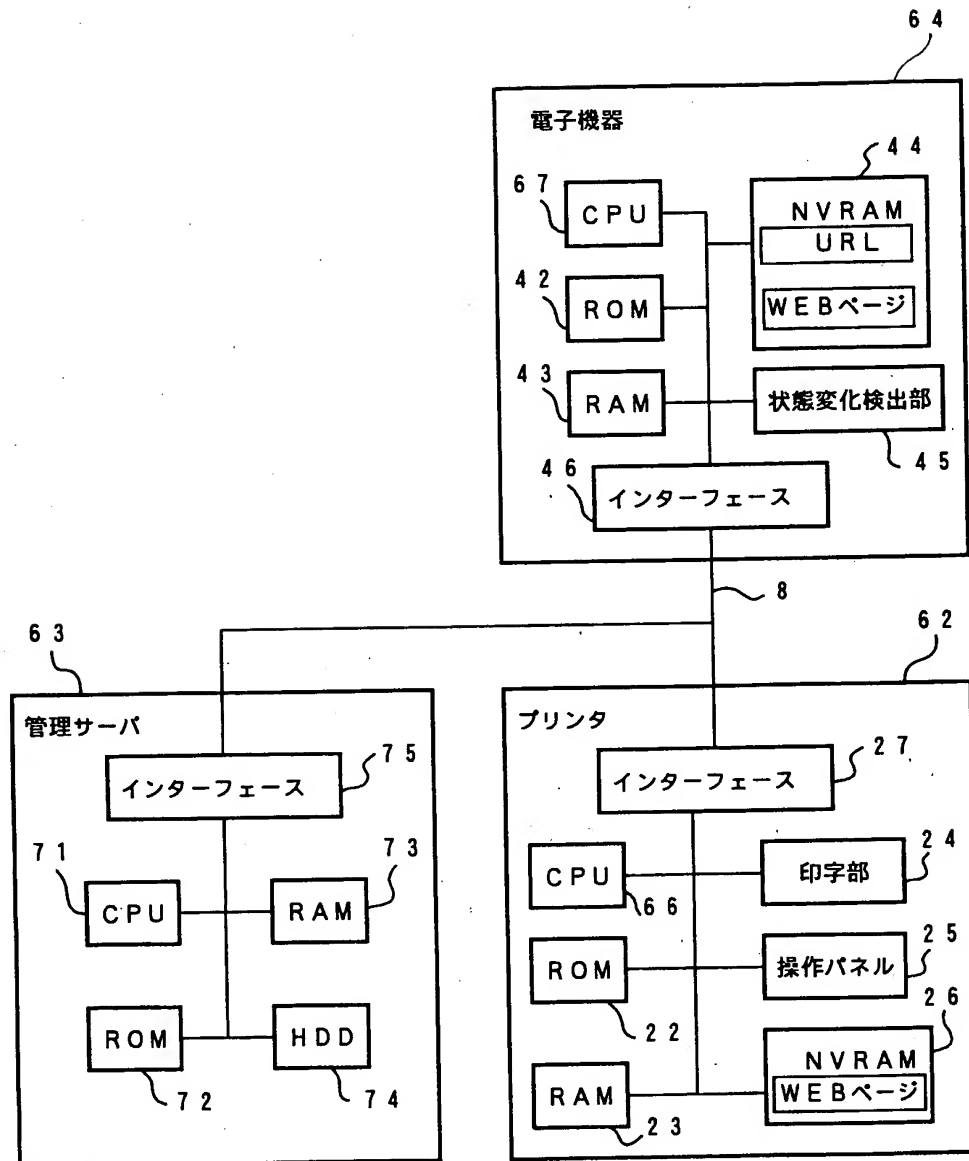 ６４
電子機器
４４
６７
CPU
NVRAM
URL
４２
ROM
WEBページ
４３
RAM
状態変化検出部
４５
４６
インターフェース
８
６３
６２
管理サーバ
プリンタ
７５
インターフェース
２７
インターフェース
７１
CPU
７３
RAM
CPU
６６
２４
印字部
ROM
２２
２５
操作パネル
ROM
７２
HDD
７４
２６
NVRAM
WEBページ
RAM
２３